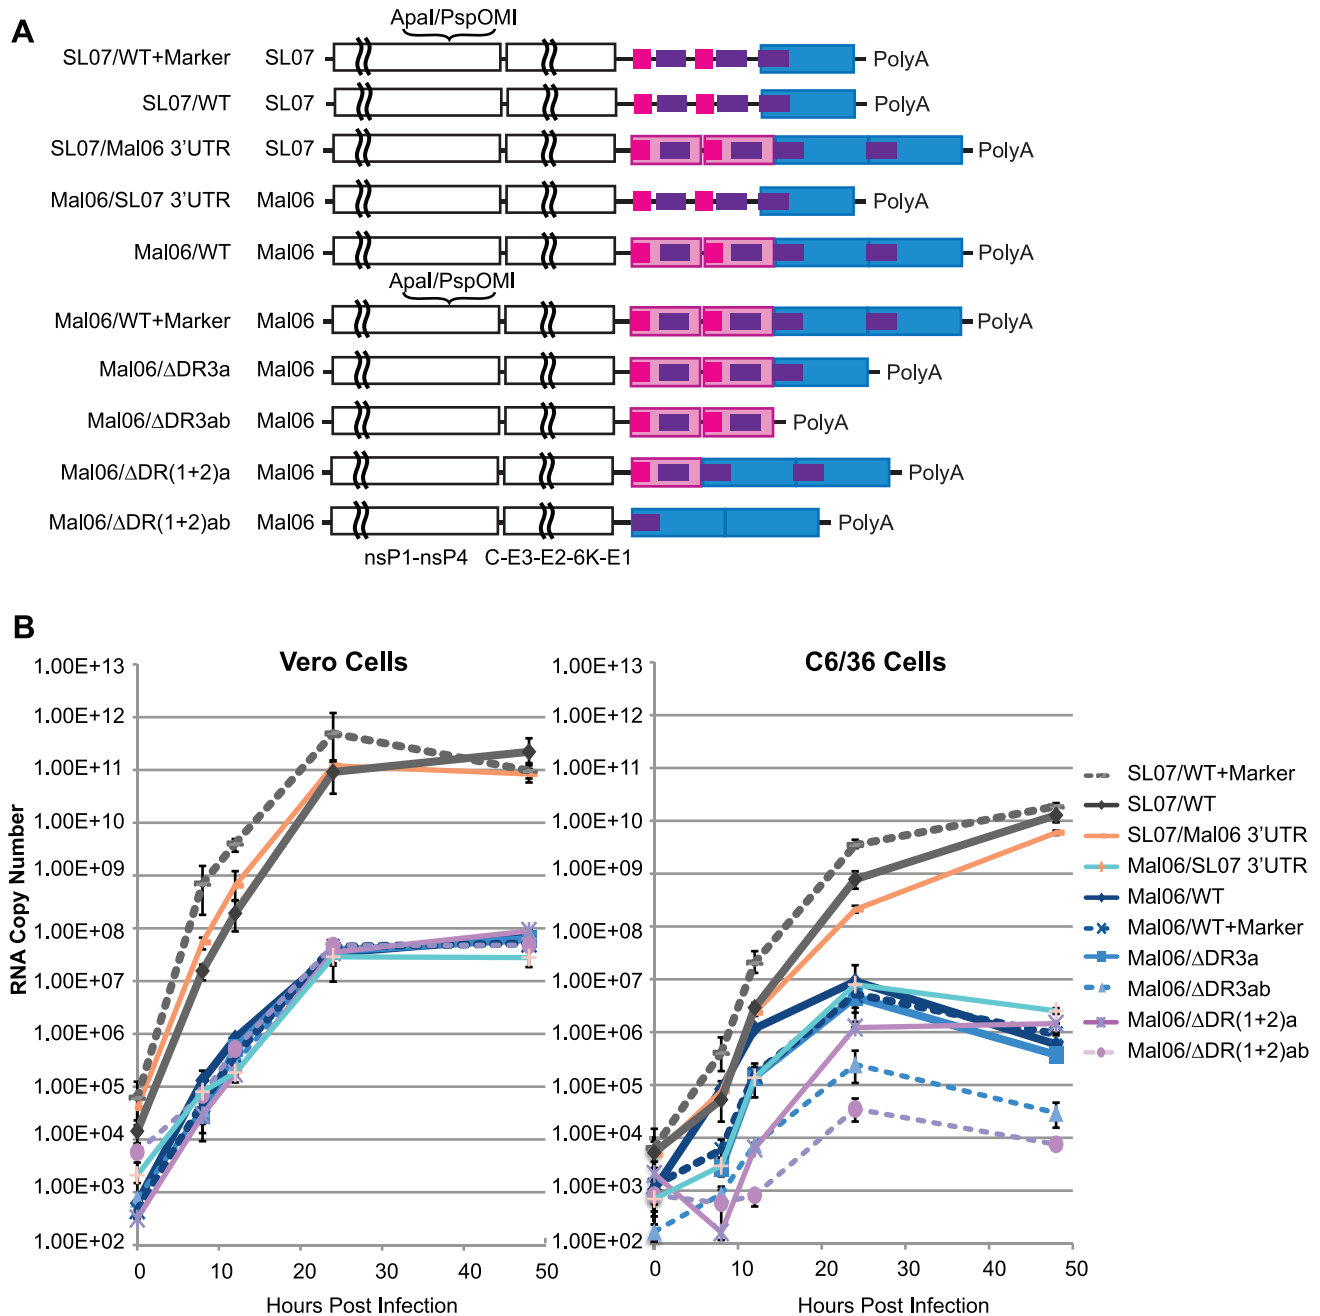 A
ApaI/PspOMI
SL07/WT+Marker SL07 PolyA
SL07/WT SL07 PolyA
SL07/Mal06 3'UTR SL07 PolyA
Mal06/SL07 3'UTR Mal06 PolyA
Mal06/WT Mal06 PolyA
ApaI/PspOMI
Mal06/WT+Marker Mal06 PolyA
Mal06/ΔDR3a Mal06 PolyA
Mal06/ΔDR3ab Mal06 PolyA
Mal06/ΔDR(1+2)a Mal06 PolyA
Mal06/ΔDR(1+2)ab Mal06 PolyA
nsP1-nsP4 C-E3-E2-6K-E1
B
Vero Cells
RNA Copy Number
1.00E+13
1.00E+12
1.00E+11
1.00E+10
1.00E+09
1.00E+08
1.00E+07
1.00E+06
1.00E+05
1.00E+04
1.00E+03
1.00E+02
0 10 20 30 40 50
Hours Post Infection
C6/36 Cells
1.00E+13
1.00E+12
1.00E+11
1.00E+10
1.00E+09
1.00E+08
1.00E+07
1.00E+06
1.00E+05
1.00E+04
1.00E+03
1.00E+02
0 10 20 30 40 50
Hours Post Infection
SL07/WT+Marker
SL07/WT
SL07/Mal06 3'UTR
Mal06/SL07 3'UTR
Mal06/WT
Mal06/WT+Marker
Mal06/ΔDR3a
Mal06/ΔDR3ab
Mal06/ΔDR(1+2)a
Mal06/ΔDR(1+2)ab